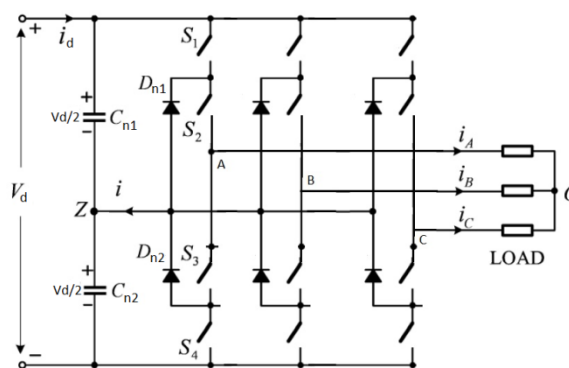 +
i_d
S_1
D_n1
+
Vd/2
C_n1
−
S_2
A
i_A
B
i_B
V_d
Z
i
i_C
C
LOAD
D_n2
S_3
+
Vd/2
C_n2
−
S_4
−